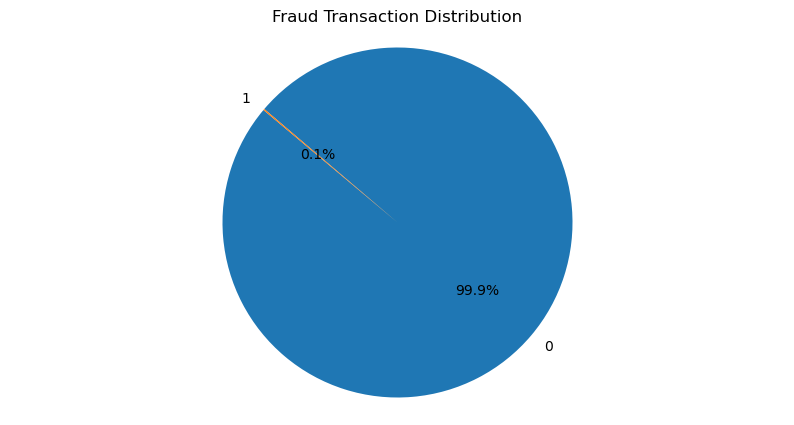 Fraud Transaction Distribution
1
0.1%
99.9%
0